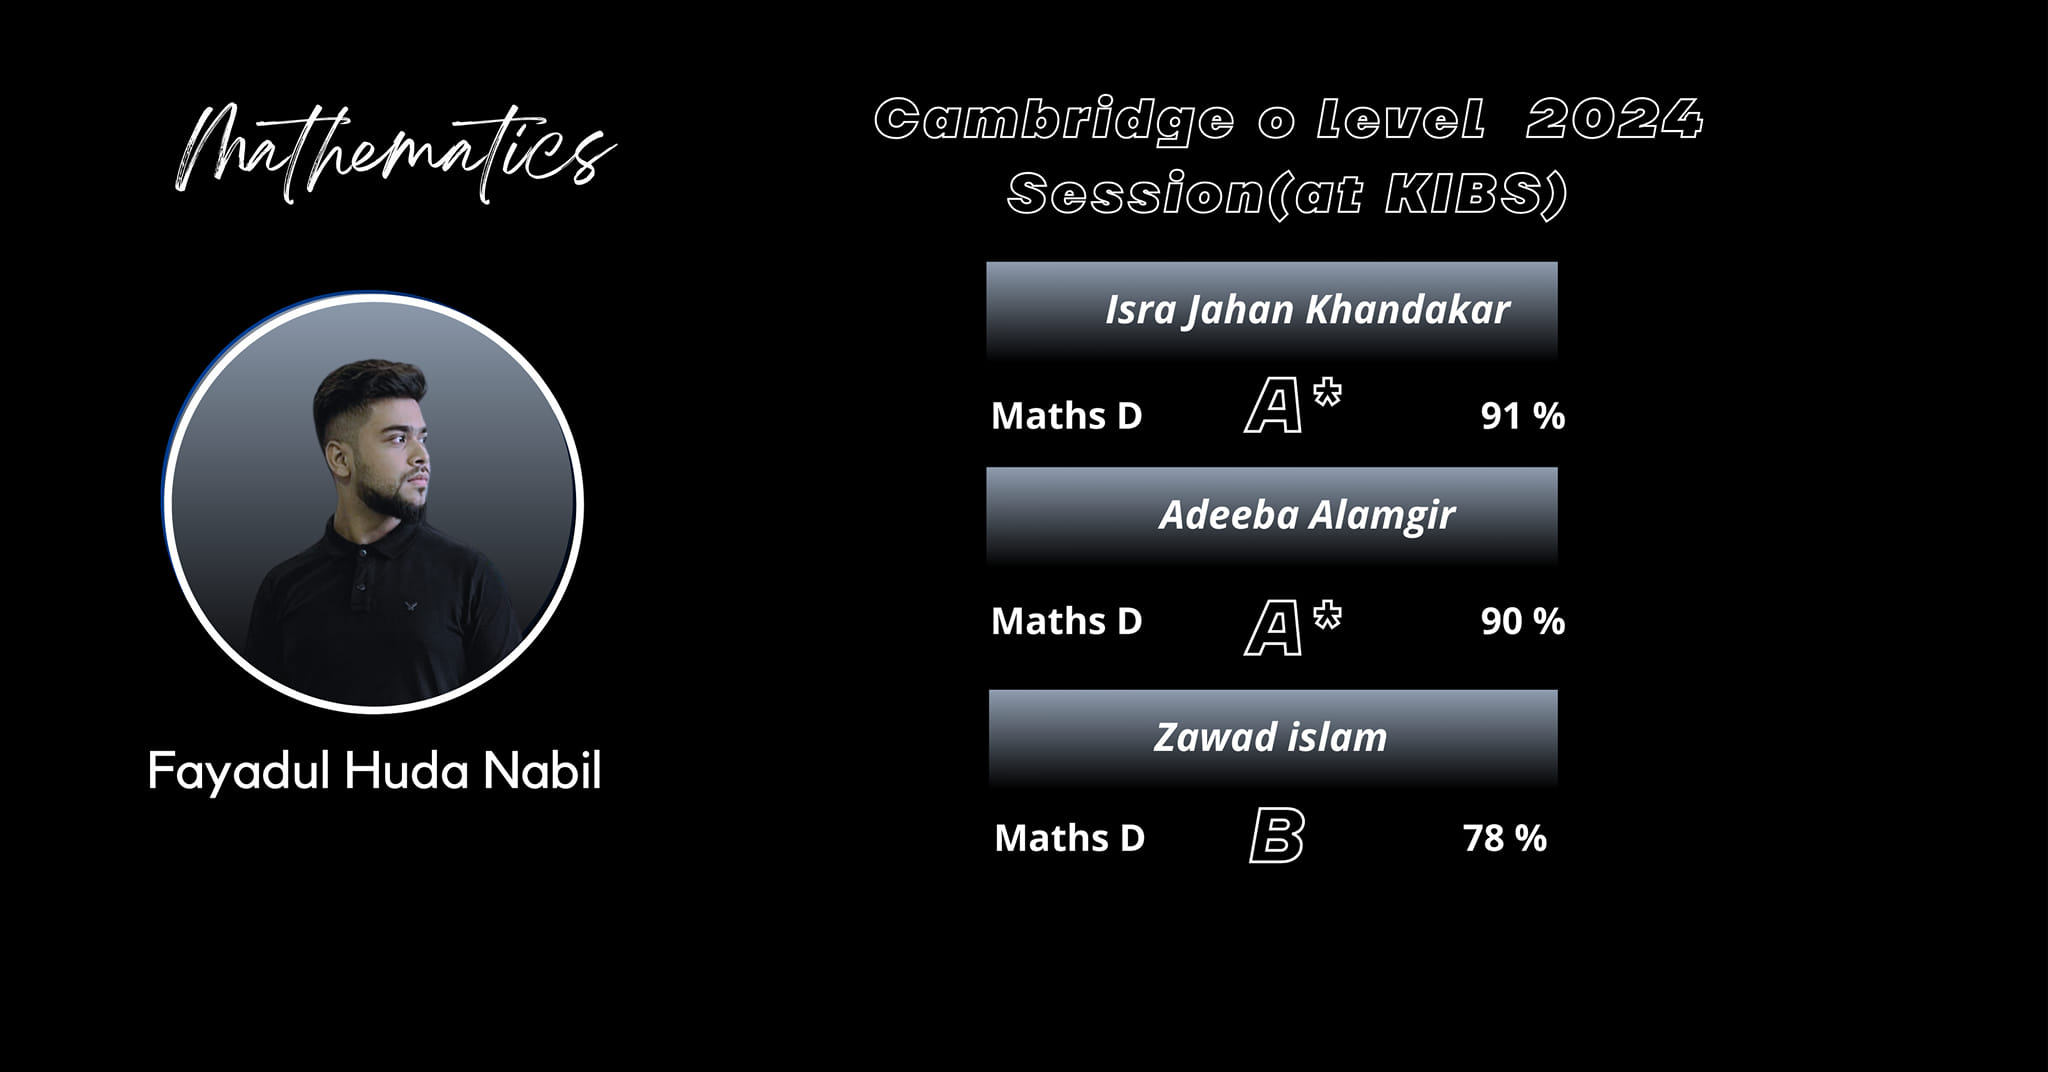 Mathematics
Fayadul Huda Nabil
Cambridge o level 2024
Session(at KIBS)
Isra Jahan Khandakar
Maths D A* 91 %
Adeeba Alamgir
Maths D A* 90 %
Zawad islam
Maths D B 78 %